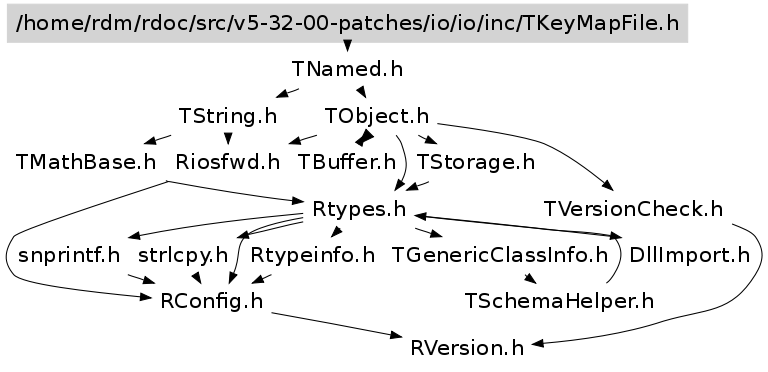 /home/rdm/rdoc/src/v5-32-00-patches/io/io/inc/TKeyMapFile.h
TNamed.h
TString.h TObject.h
TMathBase.h Riosfwd.h TBuffer.h TStorage.h
Rtypes.h TVersionCheck.h
snprintf.h strlcpy.h Rtypeinfo.h TGenericClassInfo.h DllImport.h
RConfig.h TSchemaHelper.h
RVersion.h